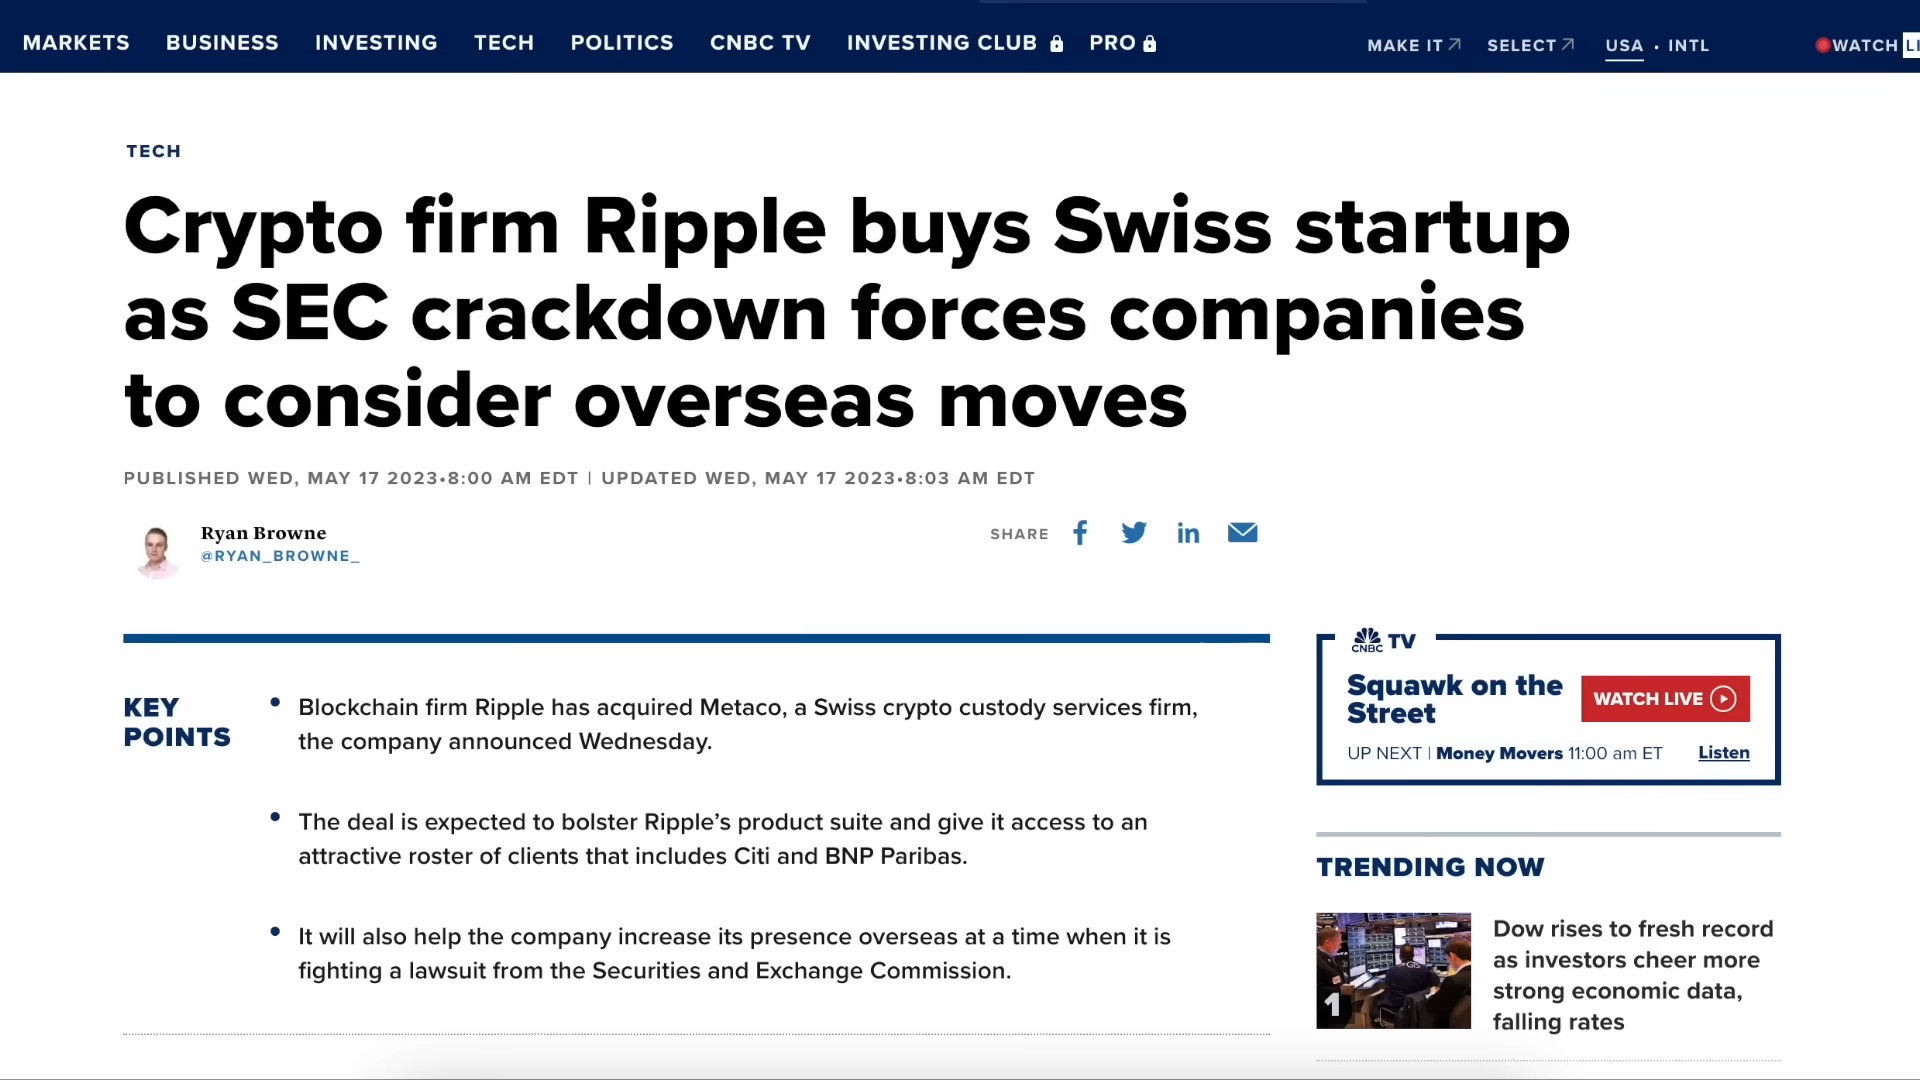 MARKETS BUSINESS INVESTING TECH POLITICS CNBC TV INVESTING CLUB PRO MAKE IT SELECT USA · INTL WATCH LI
TECH
Crypto firm Ripple buys Swiss startup
as SEC crackdown forces companies
to consider overseas moves
PUBLISHED WED, MAY 17 2023•8:00 AM EDT | UPDATED WED, MAY 17 2023•8:03 AM EDT
Ryan Browne
@RYAN_BROWNE_
SHARE
KEY
POINTS
• Blockchain firm Ripple has acquired Metaco, a Swiss crypto custody services firm,
the company announced Wednesday.
• The deal is expected to bolster Ripple’s product suite and give it access to an
attractive roster of clients that includes Citi and BNP Paribas.
• It will also help the company increase its presence overseas at a time when it is
fighting a lawsuit from the Securities and Exchange Commission.
CNBC TV
Squawk on the
Street
WATCH LIVE
UP NEXT | Money Movers 11:00 am ET Listen
TRENDING NOW
1
Dow rises to fresh record
as investors cheer more
strong economic data,
falling rates